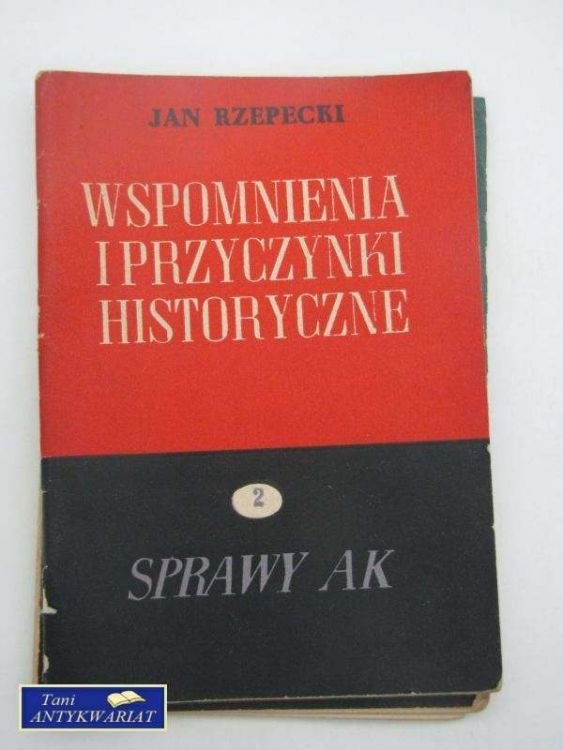 JAN RZEPECKI
WSPOMNIENIA
I PRZYCZYNKI
HISTORYCZNE
2
SPRAWY AK
Tani
ANTYKWARIAT